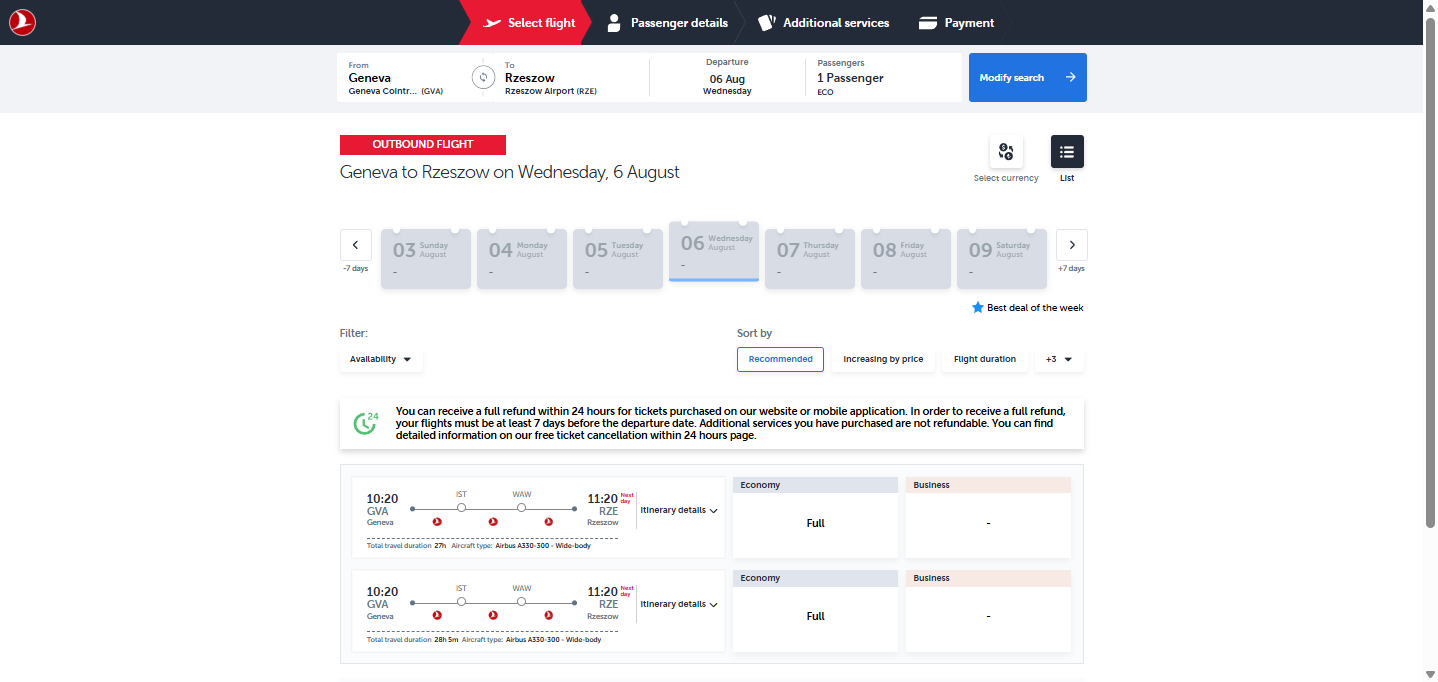 Select flight
Passenger details
Additional services
Payment
From
Geneva
Geneva Cointr... (GVA)
To
Rzeszow
Rzeszow Airport (RZE)
Departure
06 Aug
Wednesday
Passengers
1 Passenger
ECO
Modify search
OUTBOUND FLIGHT
Geneva to Rzeszow on Wednesday, 6 August
Select currency
List
-7 days
03 Sunday August
-
04 Monday August
-
05 Tuesday August
-
06 Wednesday August
-
07 Thursday August
-
08 Friday August
-
09 Saturday August
-
+7 days
Best deal of the week
Filter:
Availability
Sort by
Recommended
Increasing by price
Flight duration
+3
24
You can receive a full refund within 24 hours for tickets purchased on our website or mobile application. In order to receive a full refund,
your flights must be at least 7 days before the departure date. Additional services you have purchased are not refundable. You can find
detailed information on our free ticket cancellation within 24 hours page.
10:20
GVA
Geneva
IST
WAW
11:20 Next day
RZE
Rzeszow
Itinerary details
Total travel duration 27h Aircraft type: Airbus A330-300 - Wide-body
Economy
Full
Business
-
10:20
GVA
Geneva
IST
WAW
11:20 Next day
RZE
Rzeszow
Itinerary details
Total travel duration 28h 5m Aircraft type: Airbus A330-300 - Wide-body
Economy
Full
Business
-